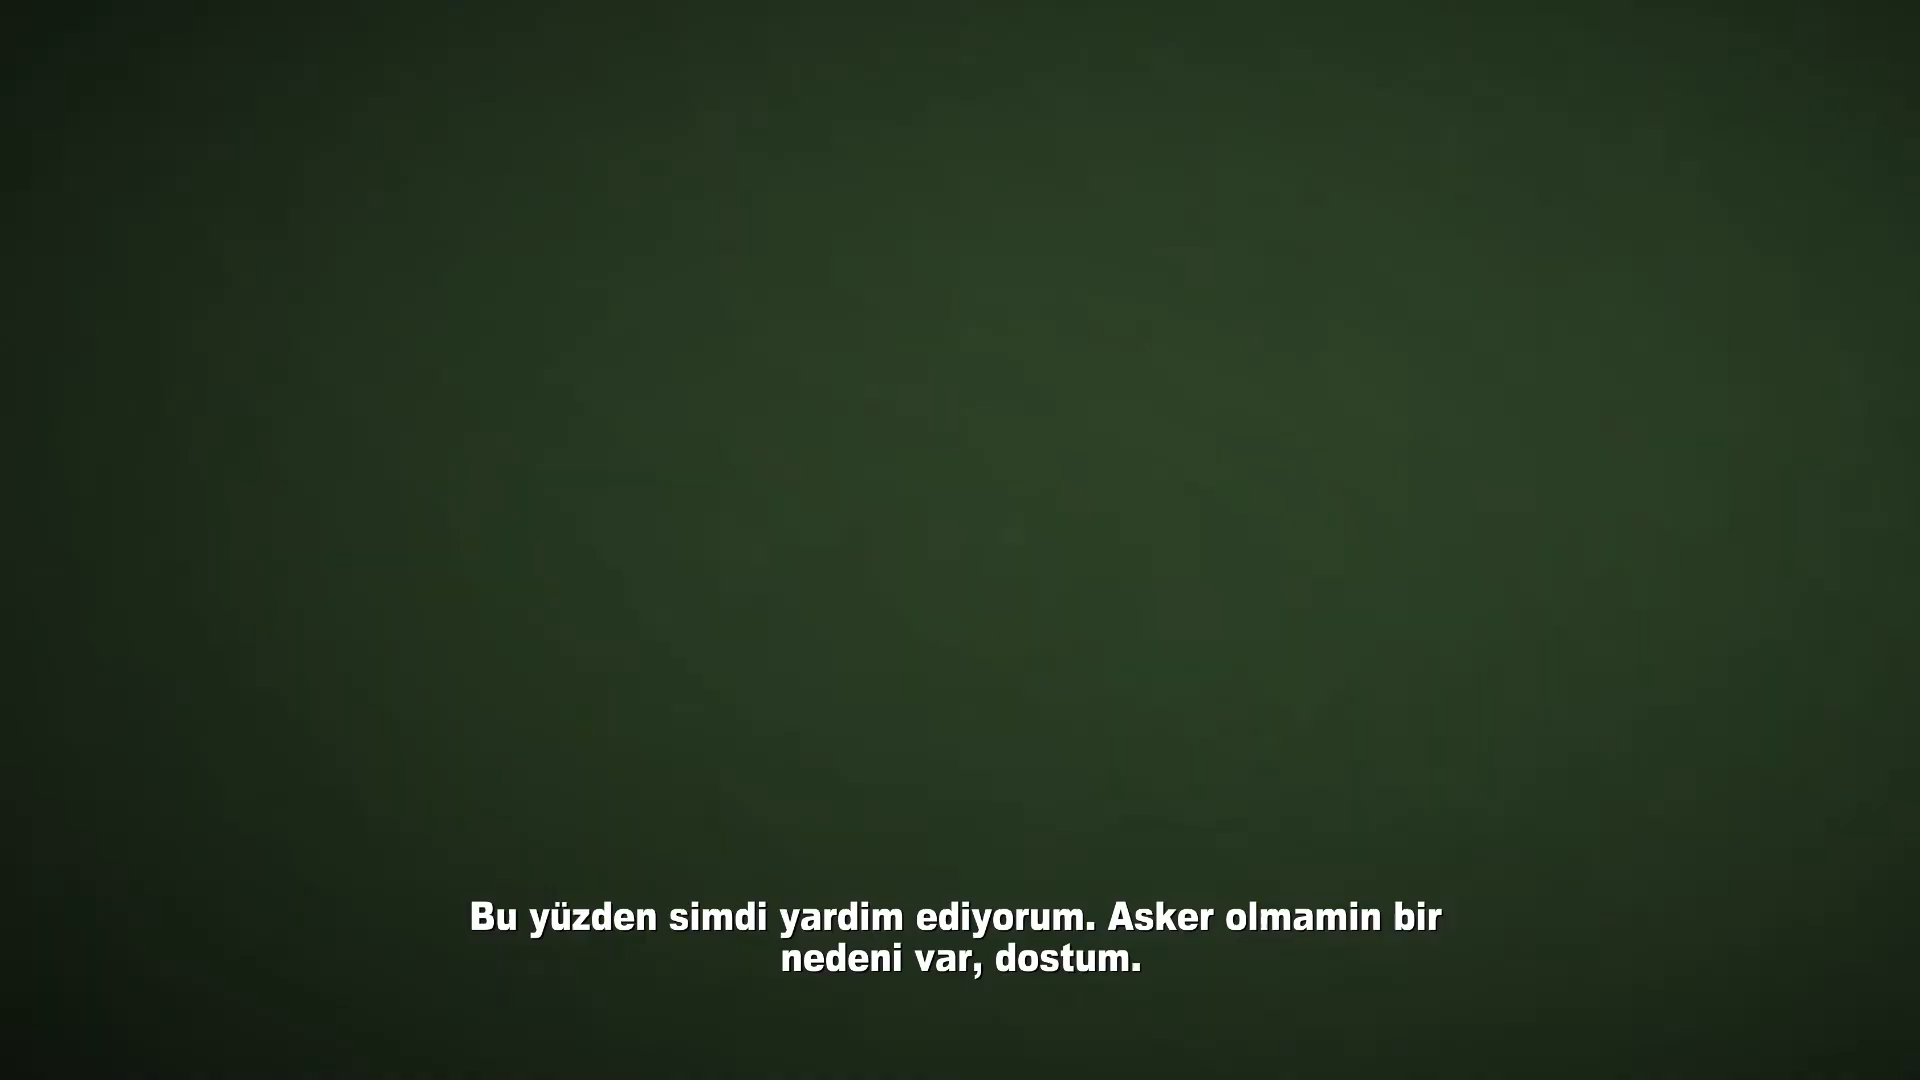 Bu yüzden simdi yardim ediyorum. Asker olmamin bir
nedeni var, dostum.